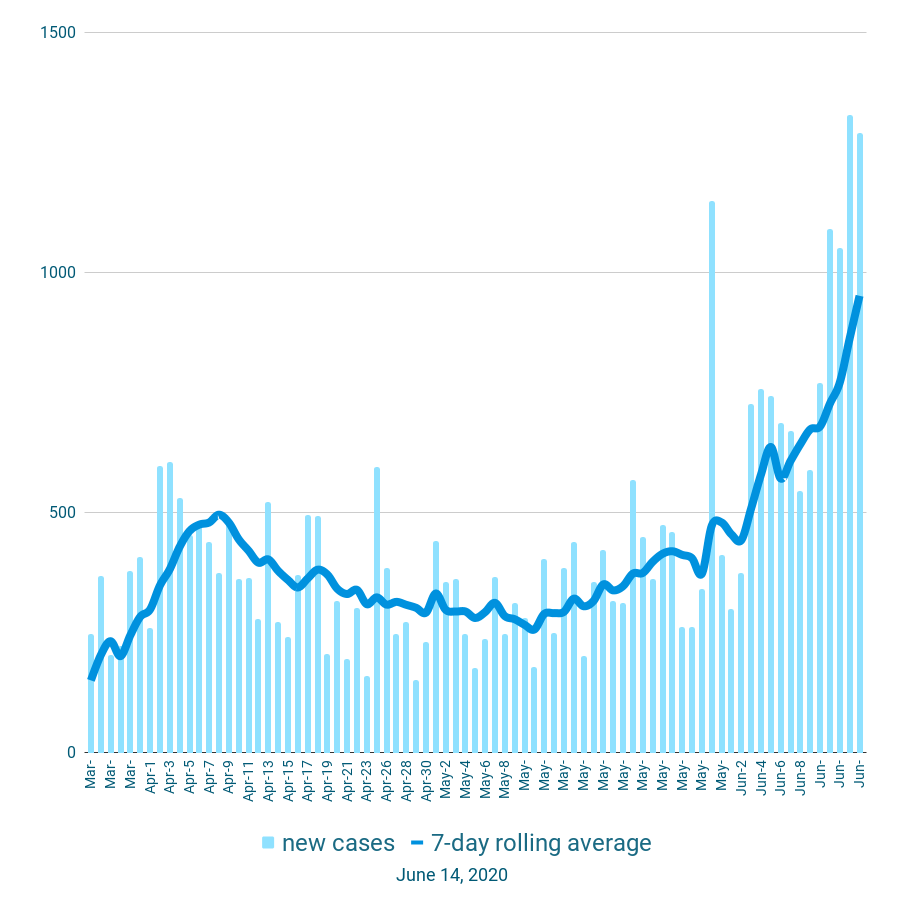 1500
1000
500
0
Mar-
Mar-
Mar-
Apr-1
Apr-3
Apr-5
Apr-7
Apr-9
Apr-11
Apr-13
Apr-15
Apr-17
Apr-19
Apr-21
Apr-23
Apr-26
Apr-28
Apr-30
May-2
May-4
May-6
May-8
May-
May-
May-
May-
May-
May-
May-
May-
May-
May-
May-
Jun-2
Jun-4
Jun-6
Jun-8
Jun-
Jun-
Jun-
new cases 7-day rolling average
June 14, 2020